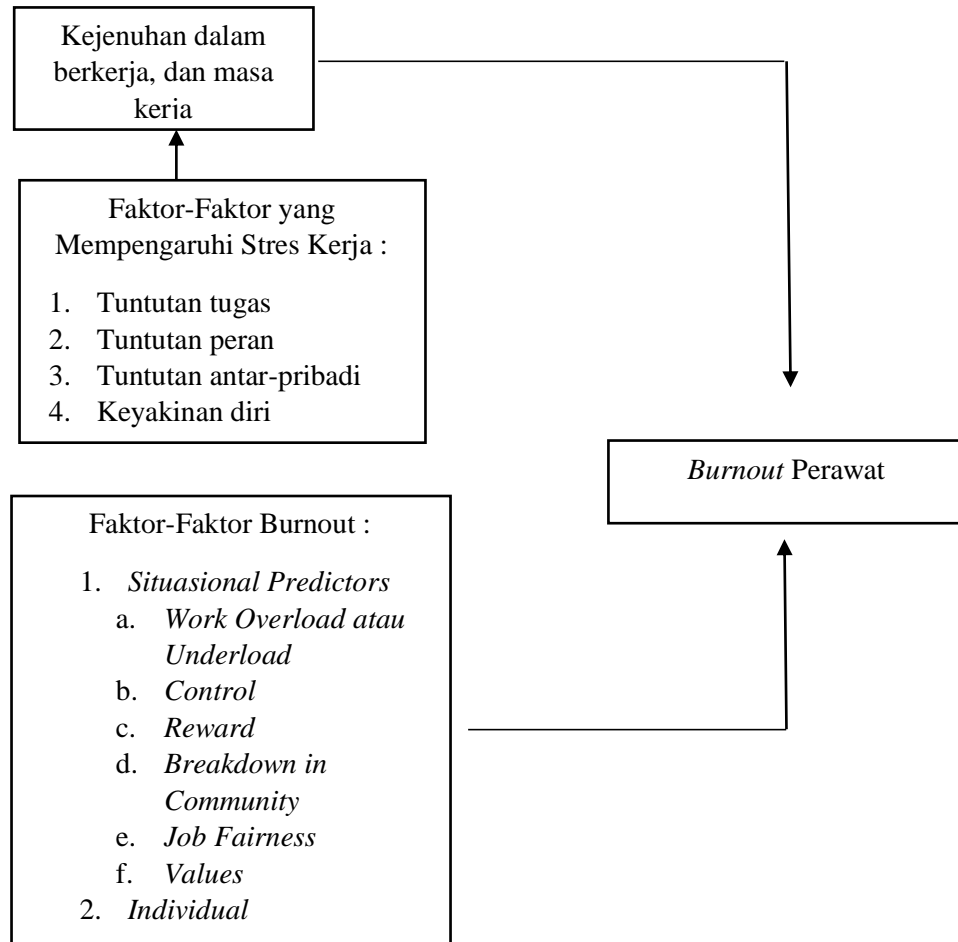 Kejenuhan dalam
berkerja, dan masa
kerja
Faktor-Faktor yang
Mempengaruhi Stres Kerja :
1. Tuntutan tugas
2. Tuntutan peran
3. Tuntutan antar-pribadi
4. Keyakinan diri
Burnout Perawat
Faktor-Faktor Burnout :
1. Situasional Predictors
a. Work Overload atau
Underload
b. Control
c. Reward
d. Breakdown in
Community
e. Job Fairness
f. Values
2. Individual